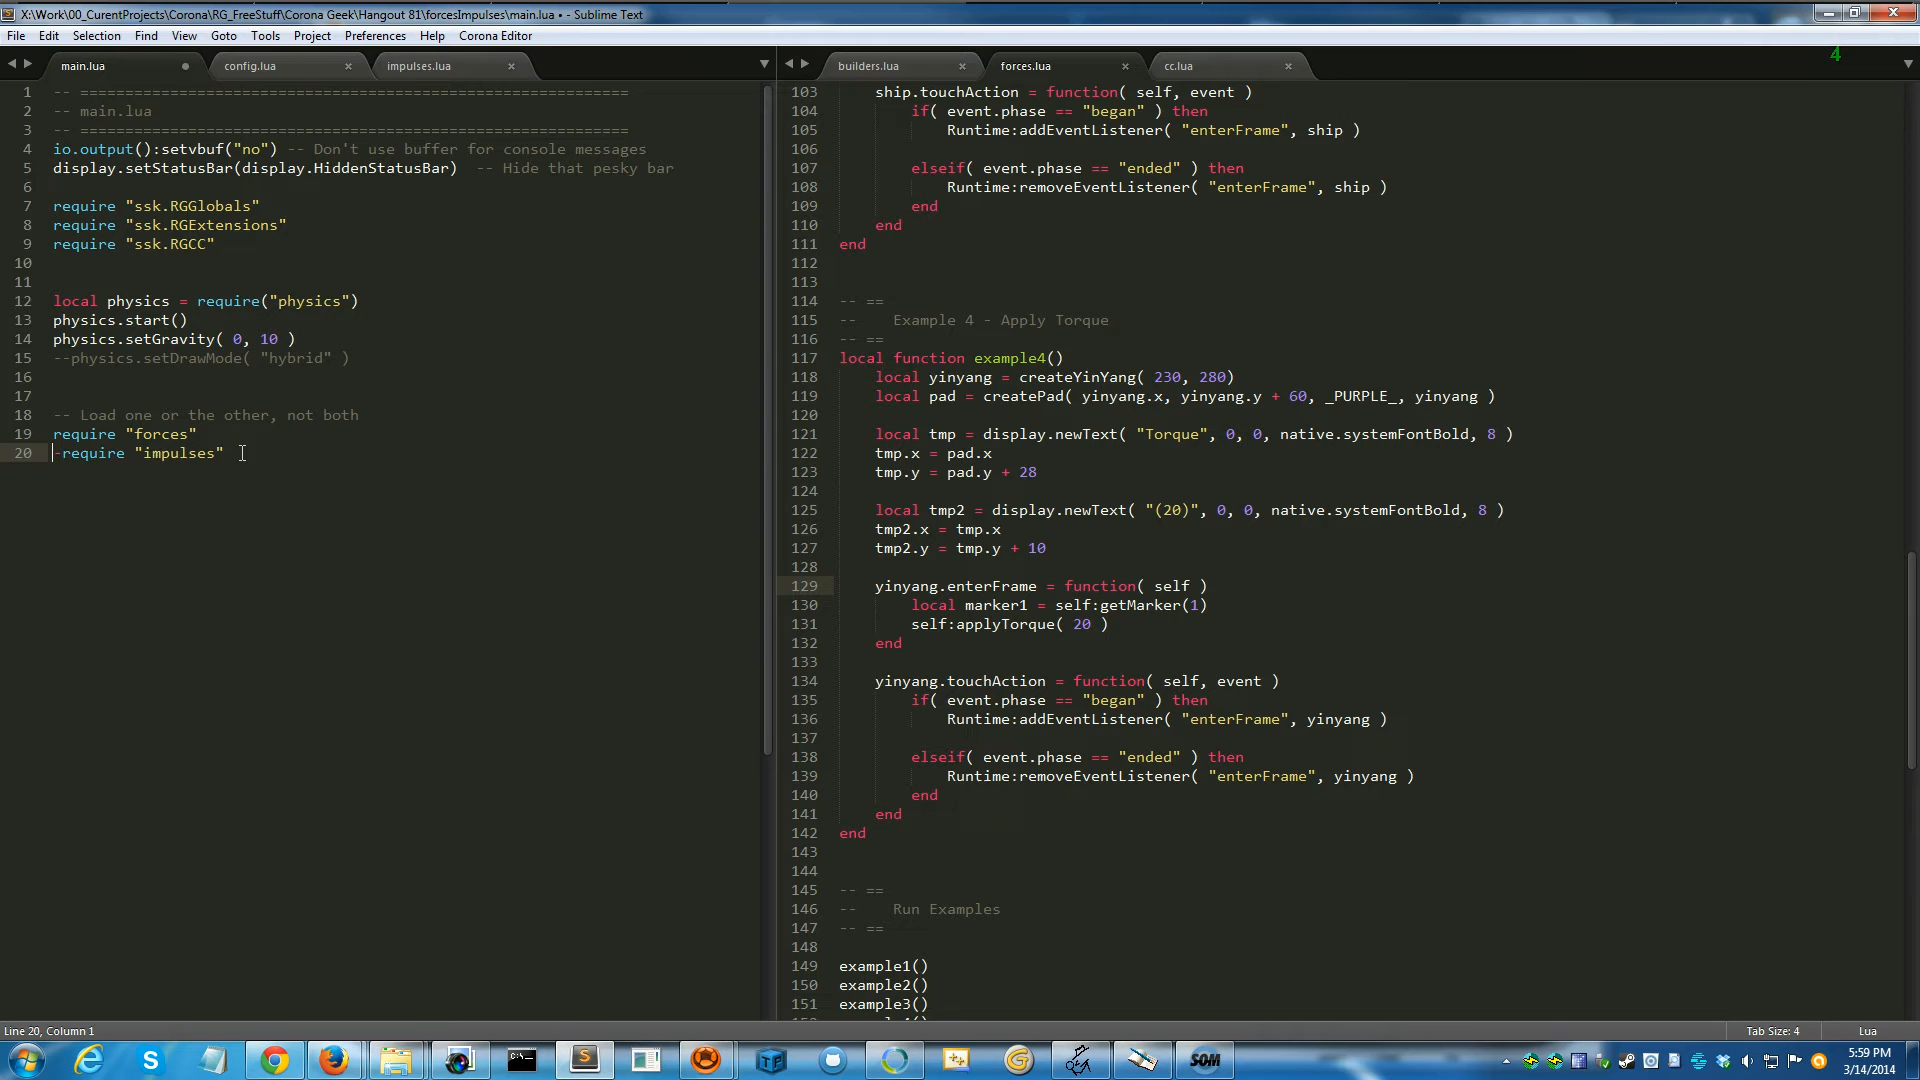 X:\Work\00_CurentProjects\Corona\RG_FreeStuff\Corona Geek\Hangout 81\forcesImpulses\main.lua • - Sublime Text
File Edit Selection Find View Goto Tools Project Preferences Help Corona Editor
main.lua config.lua impulses.lua
1 -- =============================================================
2 -- main.lua
3 -- =============================================================
4 io.output():setvbuf("no") -- Don't use buffer for console messages
5 display.setStatusBar(display.HiddenStatusBar)  -- Hide that pesky bar
6
7 require "ssk.RGGlobals"
8 require "ssk.RGExtensions"
9 require "ssk.RGCC"
10
11
12 local physics = require("physics")
13 physics.start()
14 physics.setGravity( 0, 10 )
15 --physics.setDrawMode( "hybrid" )
16
17
18 -- Load one or the other, not both
19 require "forces"
20 -require "impulses"
builders.lua forces.lua cc.lua
4
103 ship.touchAction = function( self, event )
104 if( event.phase == "began" ) then
105 Runtime:addEventListener( "enterFrame", ship )
106
107 elseif( event.phase == "ended" ) then
108 Runtime:removeEventListener( "enterFrame", ship )
109 end
110 end
111 end
112
113
114 -- ==
115 --    Example 4 - Apply Torque
116 -- ==
117 local function example4()
118 local yinyang = createYinYang( 230, 280)
119 local pad = createPad( yinyang.x, yinyang.y + 60, _PURPLE_, yinyang )
120
121 local tmp = display.newText( "Torque", 0, 0, native.systemFontBold, 8 )
122 tmp.x = pad.x
123 tmp.y = pad.y + 28
124
125 local tmp2 = display.newText( "(20)", 0, 0, native.systemFontBold, 8 )
126 tmp2.x = tmp.x
127 tmp2.y = tmp.y + 10
128
129 yinyang.enterFrame = function( self )
130 local marker1 = self:getMarker(1)
131 self:applyTorque( 20 )
132 end
133
134 yinyang.touchAction = function( self, event )
135 if( event.phase == "began" ) then
136 Runtime:addEventListener( "enterFrame", yinyang )
137
138 elseif( event.phase == "ended" ) then
139 Runtime:removeEventListener( "enterFrame", yinyang )
140 end
141 end
142 end
143
144
145 -- ==
146 --    Run Examples
147 -- ==
148
149 example1()
150 example2()
151 example3()
Line 20, Column 1
Tab Size: 4 Lua
TP
SOM
5:59 PM
3/14/2014